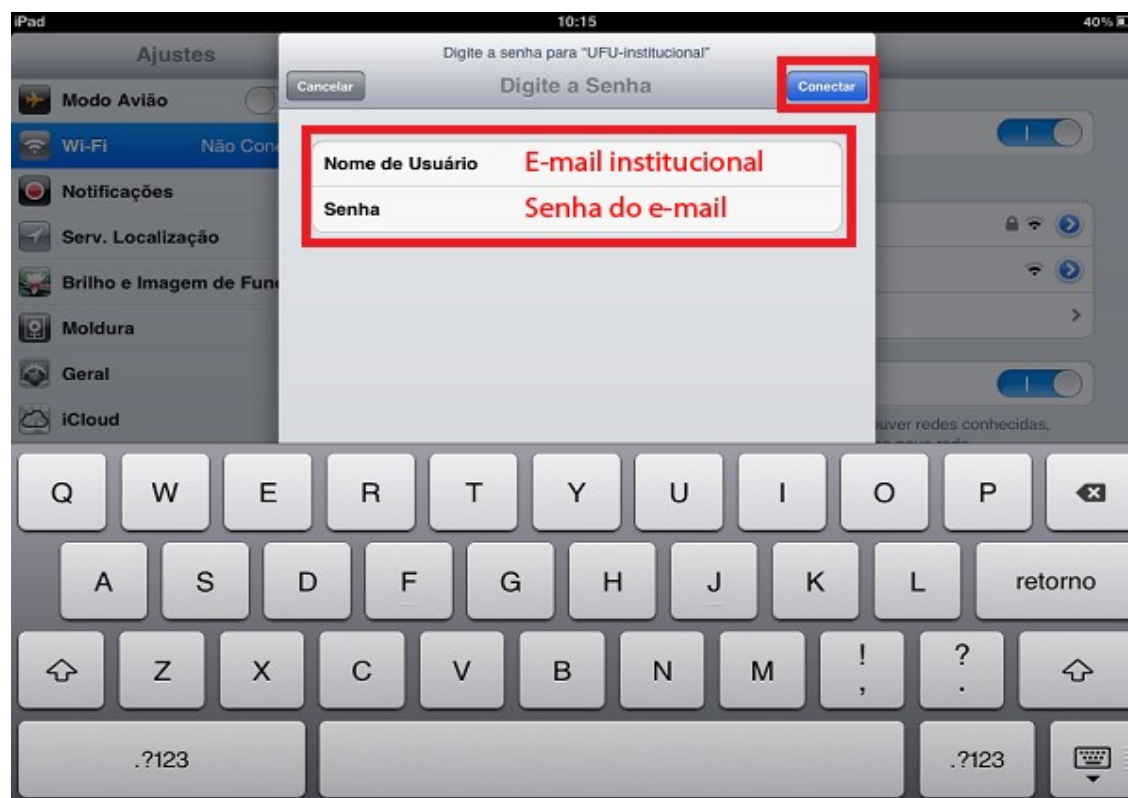 iPad 10:15 40%
Ajustes
Digite a senha para "UFU-institucional"
Cancelar Digite a Senha Conectar
Modo Avião
Wi-Fi Não Con
Notificações
Serv. Localização
Brilho e Imagem de Fun
Moldura
Geral
iCloud
Nome de Usuário E-mail institucional
Senha Senha do e-mail
uver redes conhecidas,
Q W E R T Y U I O P
A S D F G H J K L retorno
Z X C V B N M ! , ? .
.?123 .?123